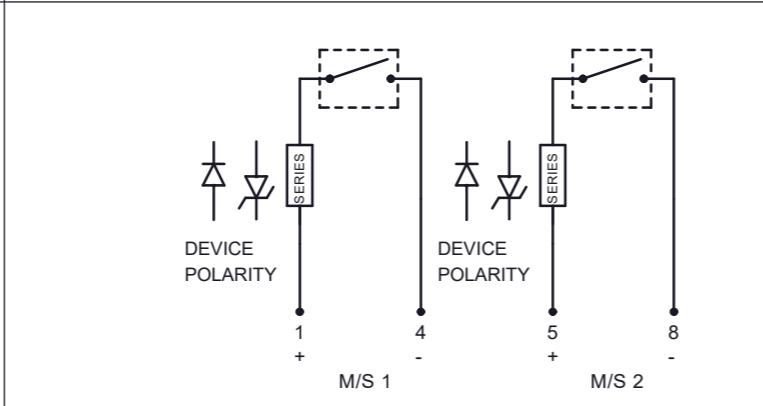 SERIES
SERIES
DEVICE
POLARITY
DEVICE
POLARITY
1 4 5 8
+ - + -
M/S 1 M/S 2